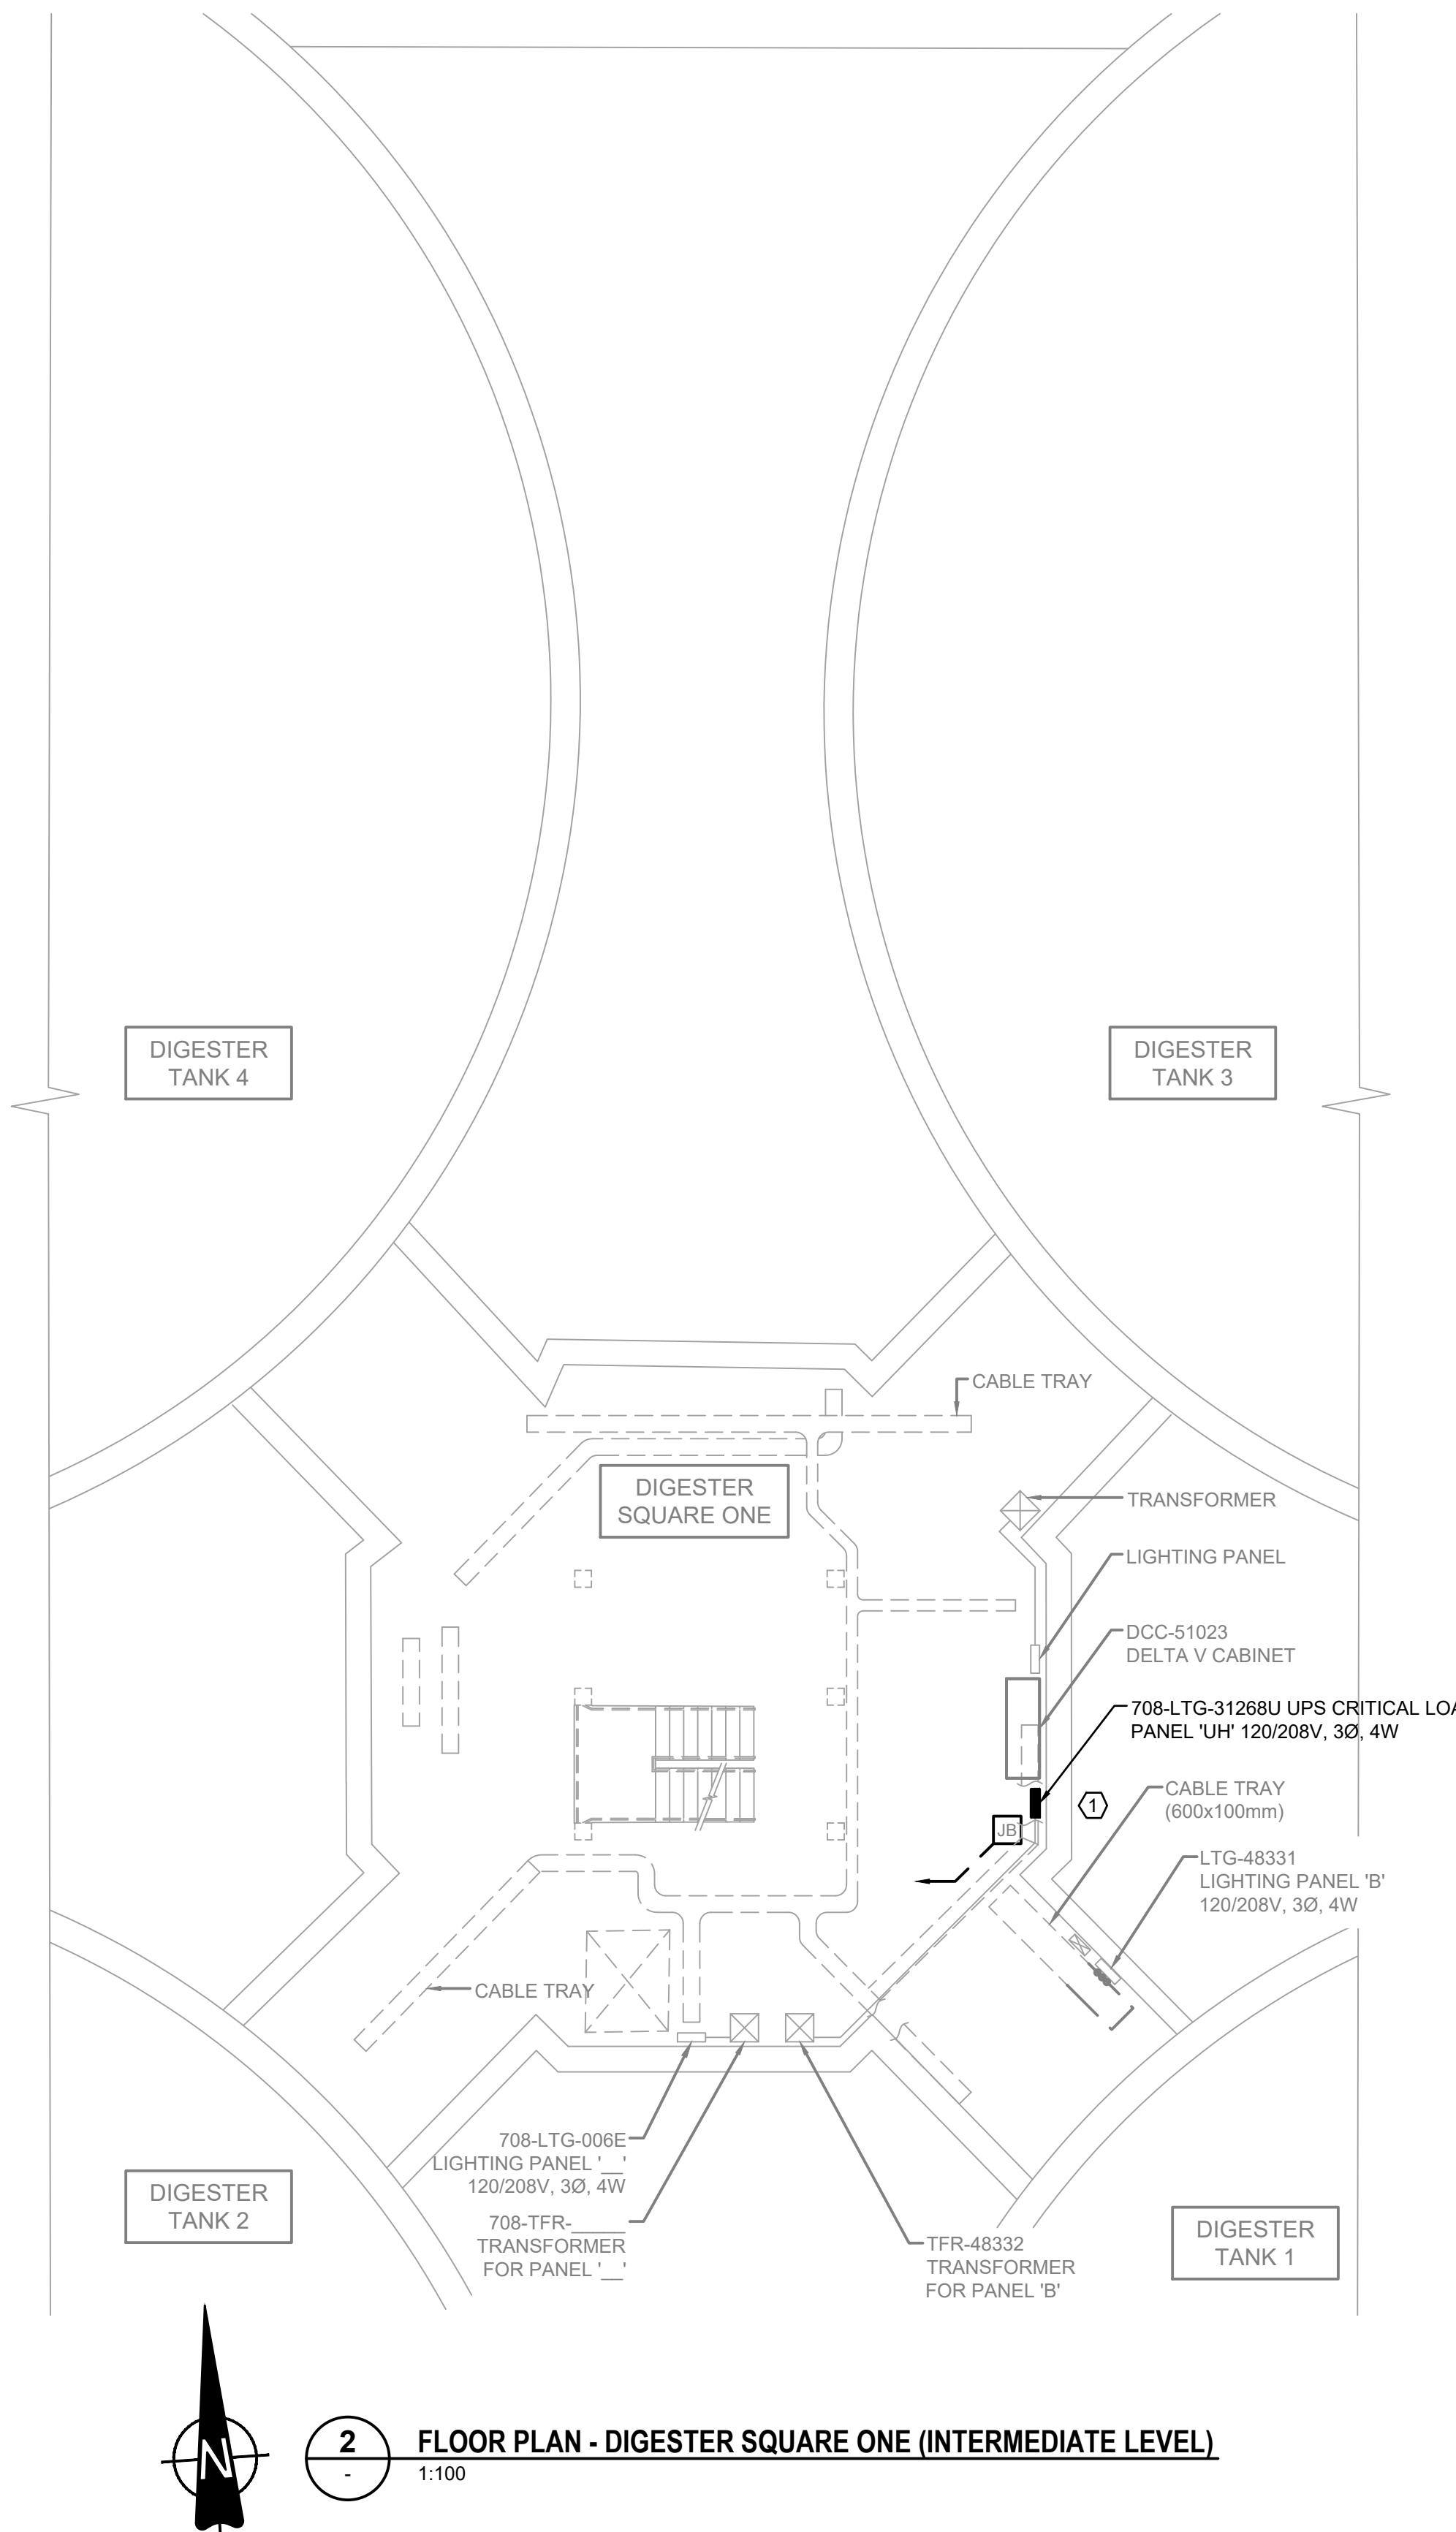 DIGESTER
TANK 4
DIGESTER
TANK 3
CABLE TRAY
DIGESTER
SQUARE ONE
TRANSFORMER
LIGHTING PANEL
DCC-51023
DELTA V CABINET
708-LTG-31268U UPS CRITICAL LOA
PANEL 'UH' 120/208V, 3Ø, 4W
CABLE TRAY
(600x100mm)
1
JB
LTG-48331
LIGHTING PANEL 'B'
120/208V, 3Ø, 4W
CABLE TRAY
708-LTG-006E
LIGHTING PANEL '__'
120/208V, 3Ø, 4W
708-TFR-_____
TRANSFORMER
FOR PANEL '__'
TFR-48332
TRANSFORMER
FOR PANEL 'B'
DIGESTER
TANK 2
DIGESTER
TANK 1
N
2
-
FLOOR PLAN - DIGESTER SQUARE ONE (INTERMEDIATE LEVEL)
1:100